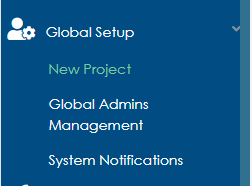 Global Setup
New Project
Global Admins
Management
System Notifications